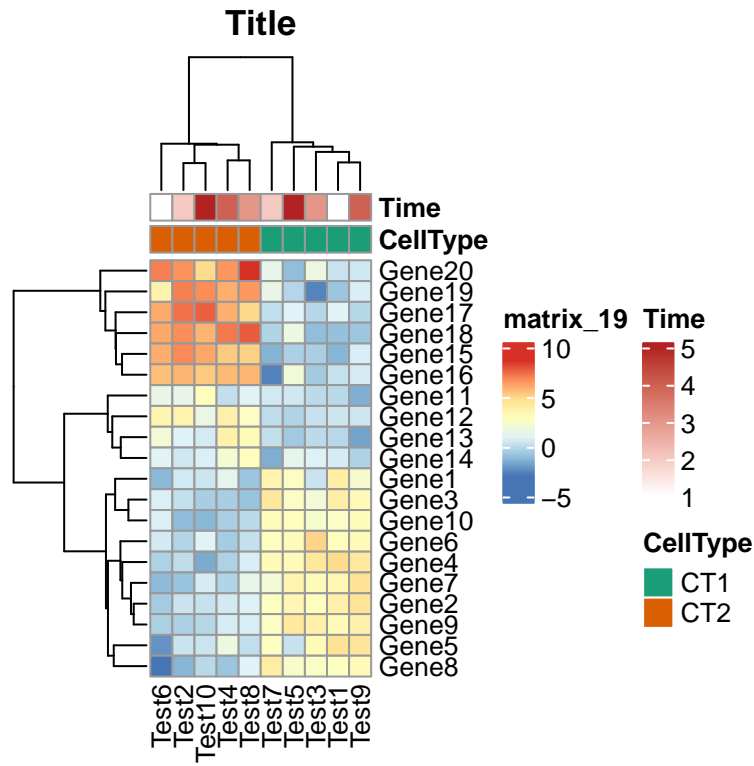 Title
Time
CellType
Gene20
Gene19
Gene17
Gene18
Gene15
Gene16
Gene11
Gene12
Gene13
Gene14
Gene1
Gene3
Gene10
Gene6
Gene4
Gene7
Gene2
Gene9
Gene5
Gene8
Test6
Test2
Test10
Test4
Test8
Test7
Test5
Test3
Test1
Test9
matrix_19
10
5
0
−5
Time
5
4
3
2
1
CellType
CT1
CT2